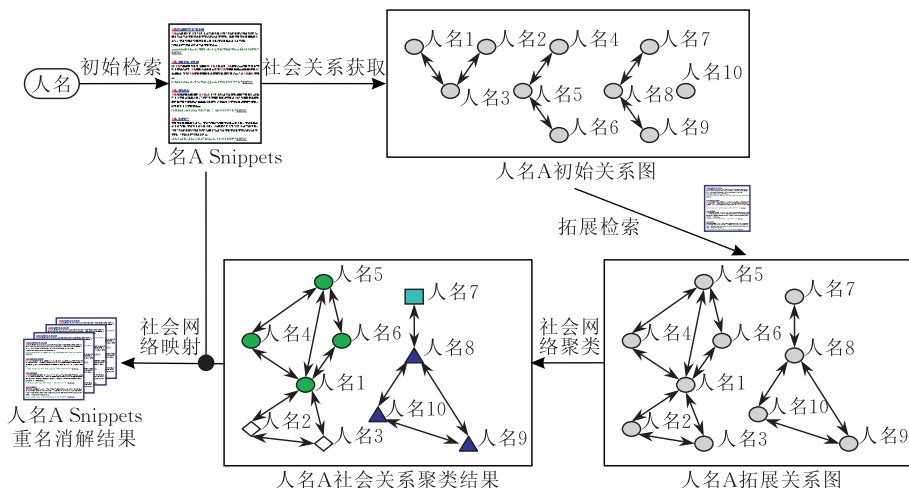 人名
初始检索
人名A Snippets
社会关系获取
人名1
人名2
人名4
人名7
人名3
人名5
人名8
人名10
人名6
人名9
人名A初始关系图
拓展检索
人名5
人名7
人名4
人名6
人名8
人名1
人名2
人名10
人名3
人名9
人名A拓展关系图
社会网
络聚类
人名5
人名7
人名4
人名6
人名8
人名1
人名2
人名10
人名3
人名9
人名A社会关系聚类结果
社会网
络映射
人名A Snippets
重名消解结果